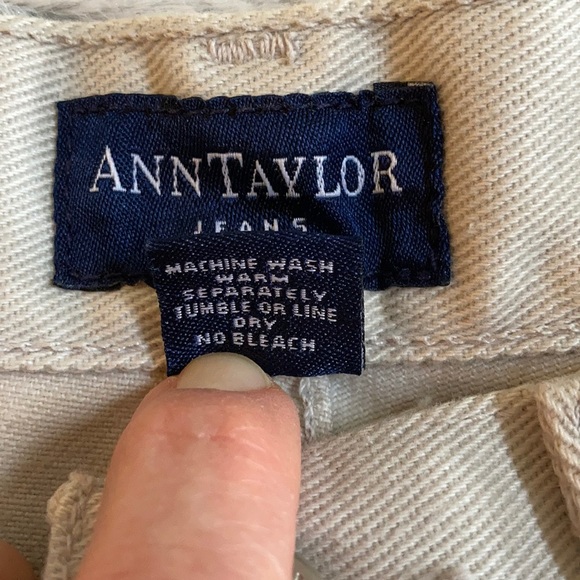 ANNTAYLOR
JEANS
MACHINE WASH
WARM
SEPARATELY
TUMBLE OR LINE
DRY
NO BLEACH